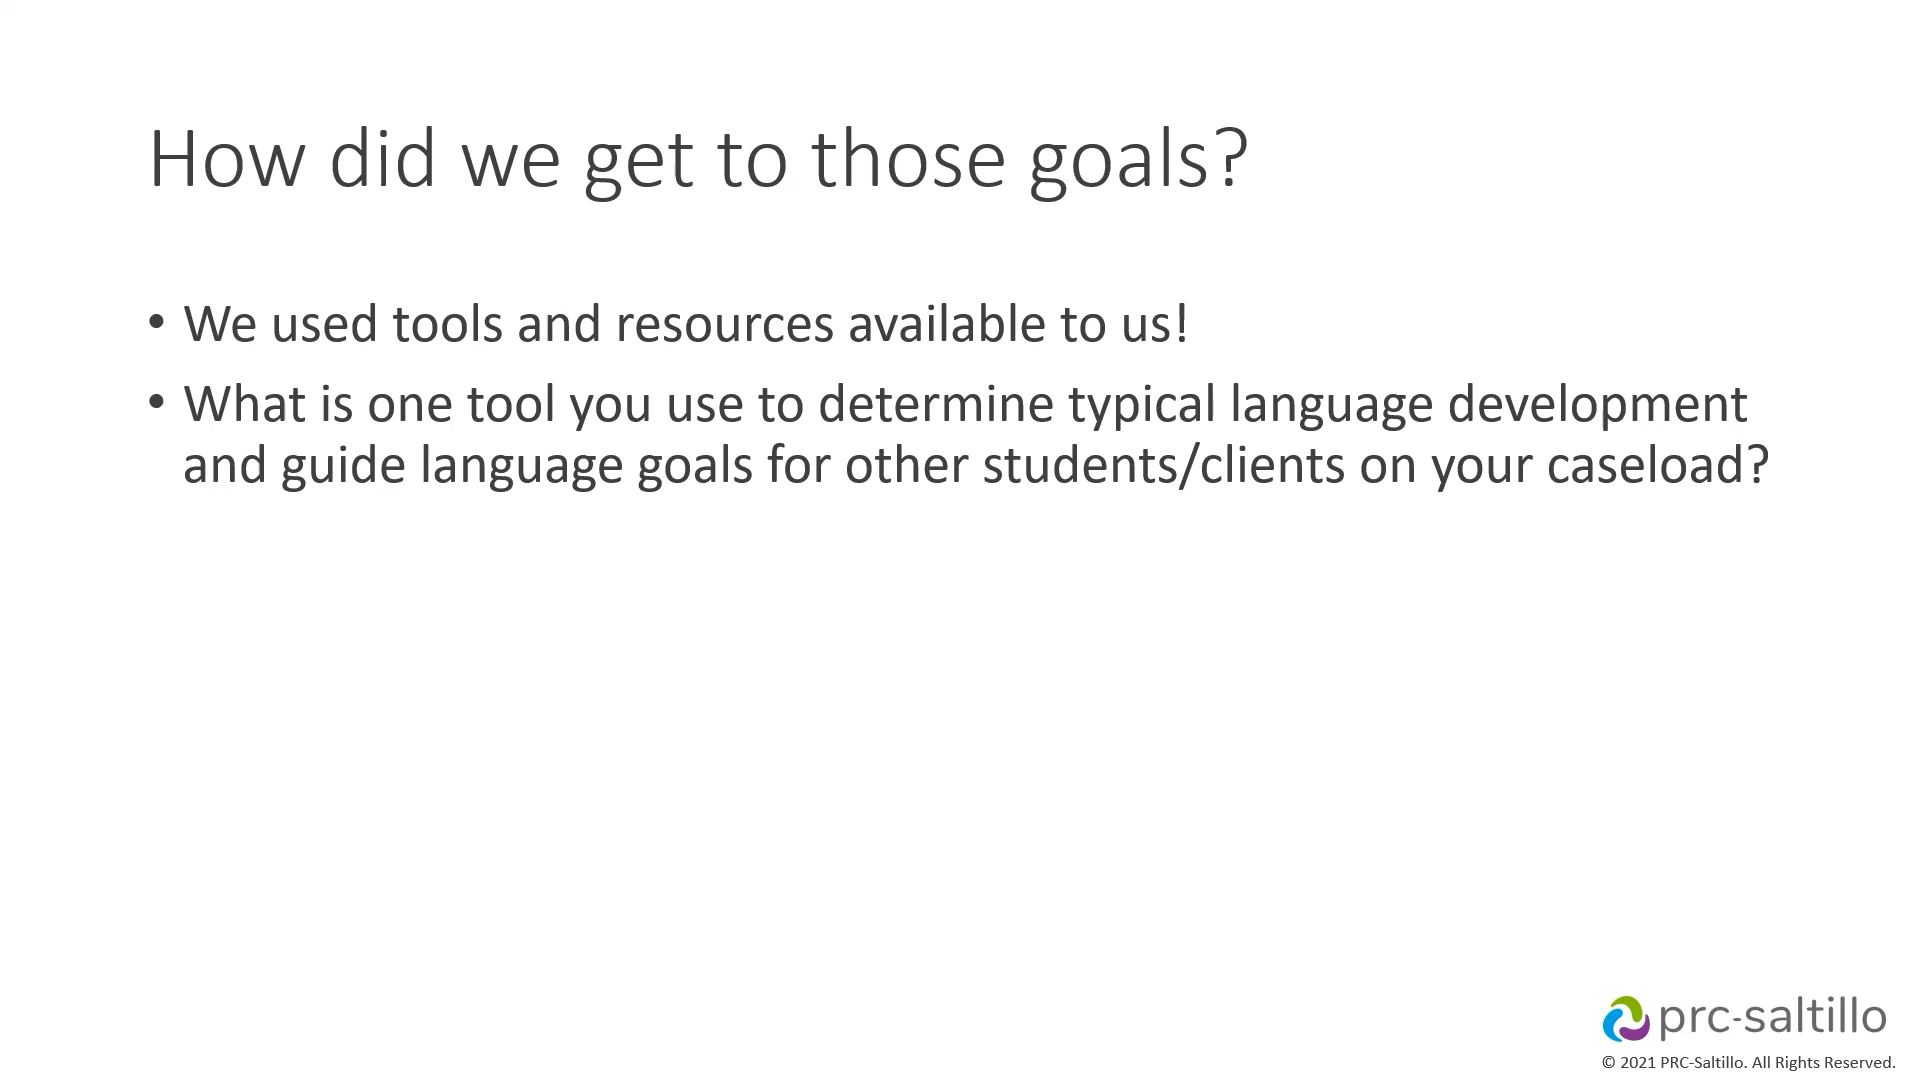 How did we get to those goals?
• We used tools and resources available to us!
• What is one tool you use to determine typical language development
and guide language goals for other students/clients on your caseload?
prc-saltillo
© 2021 PRC-Saltillo. All Rights Reserved.